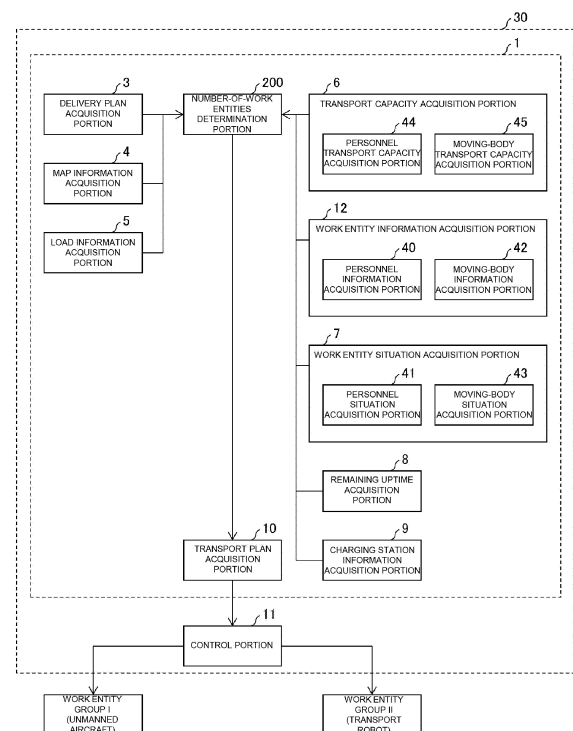 30
1
3
DELIVERY PLAN
ACQUISITION
PORTION
200
NUMBER-OF-WORK
ENTITIES
DETERMINATION
PORTION
6
TRANSPORT CAPACITY ACQUISITION PORTION
44
PERSONNEL
TRANSPORT CAPACITY
ACQUISITION PORTION
45
MOVING-BODY
TRANSPORT CAPACITY
ACQUISITION PORTION
4
MAP INFORMATION
ACQUISITION
PORTION
5
LOAD INFORMATION
ACQUISITION
PORTION
12
WORK ENTITY INFORMATION ACQUISITION PORTION
40
PERSONNEL
INFORMATION
ACQUISITION PORTION
42
MOVING-BODY
INFORMATION
ACQUISITION PORTION
7
WORK ENTITY SITUATION ACQUISITION PORTION
41
PERSONNEL
SITUATION
ACQUISITION PORTION
43
MOVING-BODY
SITUATION
ACQUISITION PORTION
8
REMAINING UPTIME
ACQUISITION
PORTION
10
TRANSPORT PLAN
ACQUISITION
PORTION
9
CHARGING STATION
INFORMATION
ACQUISITION PORTION
11
CONTROL PORTION
WORK ENTITY
GROUP I
(UNMANNED
AIRCRAFT)
WORK ENTITY
GROUP II
(TRANSPORT
ROBOT)